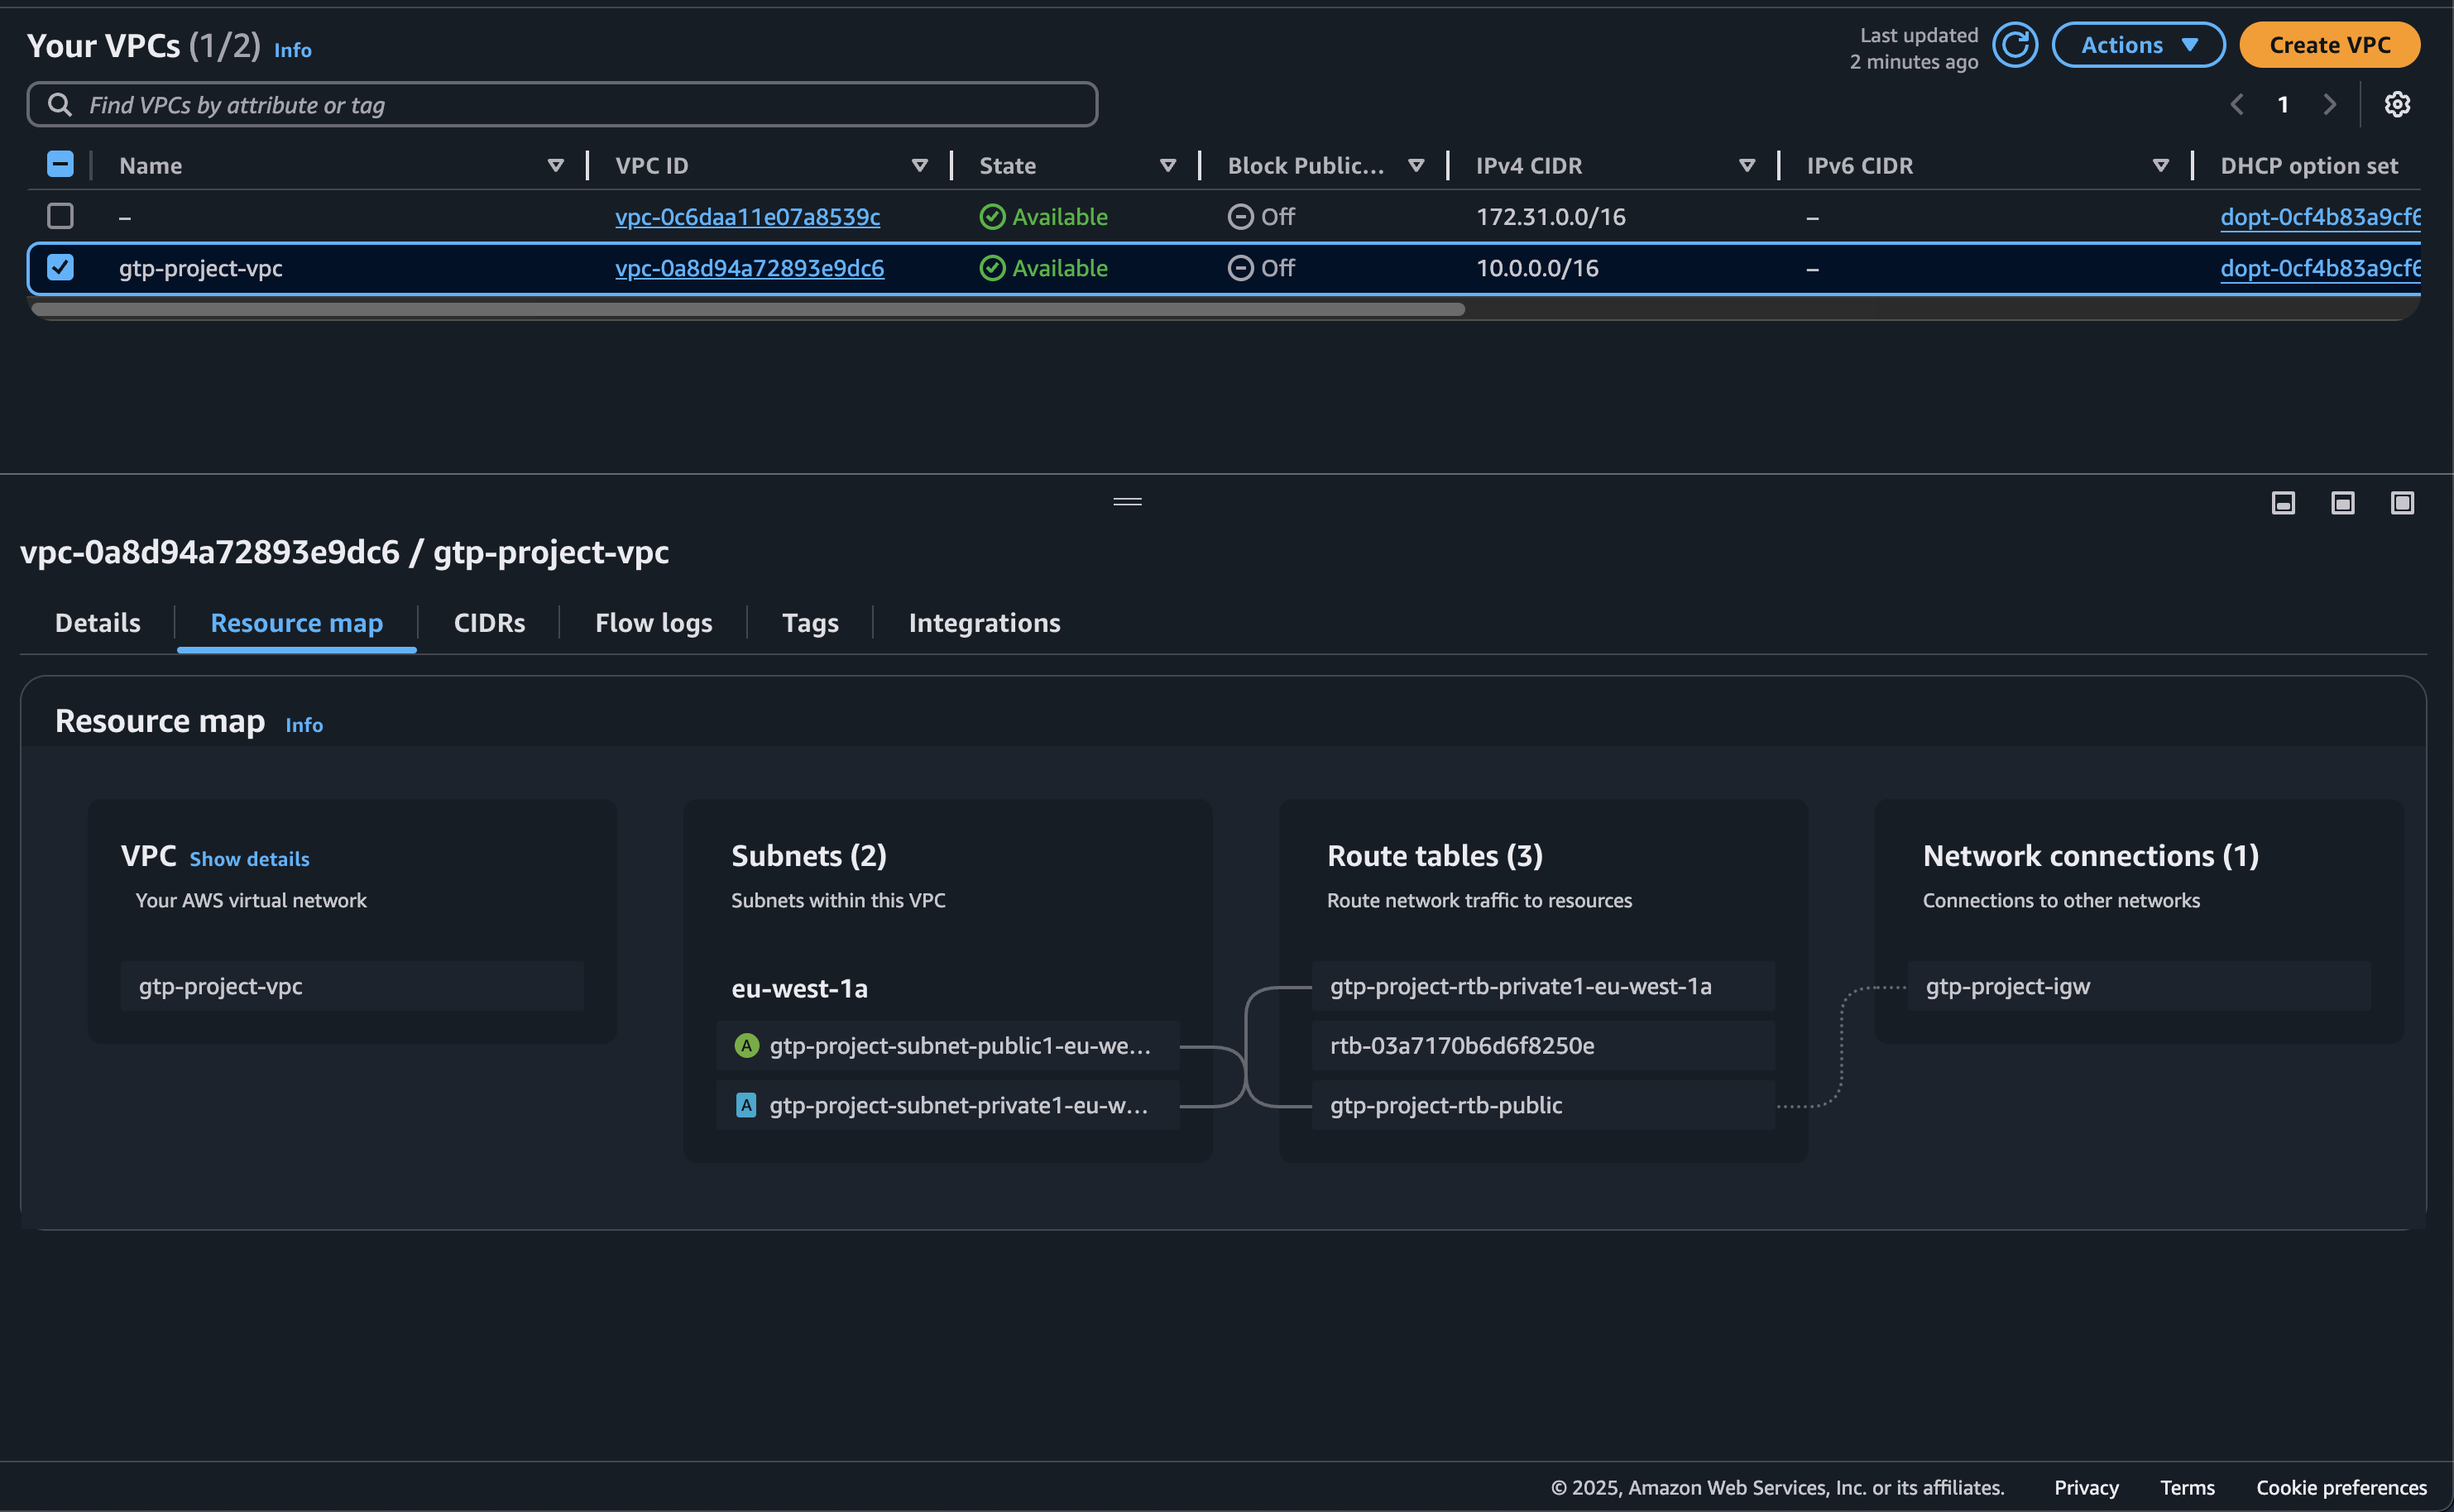 Your VPCs (1/2) Info
Last updated
2 minutes ago
Actions
Create VPC
Find VPCs by attribute or tag
1
Name VPC ID State Block Public... IPv4 CIDR IPv6 CIDR DHCP option set
– vpc-0c6daa11e07a8539c Available Off 172.31.0.0/16 – dopt-0cf4b83a9cf6
gtp-project-vpc vpc-0a8d94a72893e9dc6 Available Off 10.0.0.0/16 – dopt-0cf4b83a9cf6
vpc-0a8d94a72893e9dc6 / gtp-project-vpc
Details Resource map CIDRs Flow logs Tags Integrations
Resource map Info
VPC Show details
Your AWS virtual network
gtp-project-vpc
Subnets (2)
Subnets within this VPC
eu-west-1a
A gtp-project-subnet-public1-eu-we...
A gtp-project-subnet-private1-eu-w...
Route tables (3)
Route network traffic to resources
gtp-project-rtb-private1-eu-west-1a
rtb-03a7170b6d6f8250e
gtp-project-rtb-public
Network connections (1)
Connections to other networks
gtp-project-igw
© 2025, Amazon Web Services, Inc. or its affiliates. Privacy Terms Cookie preferences